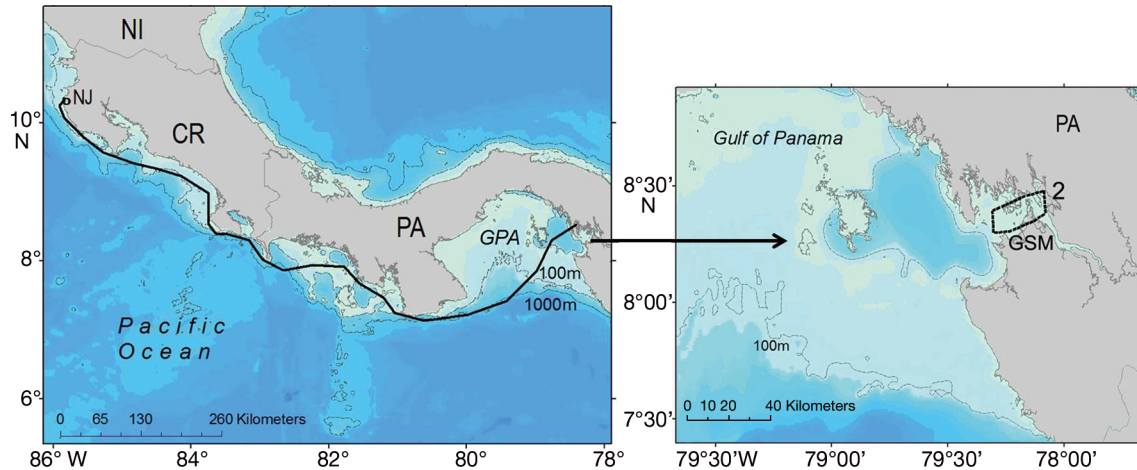 NI
NJ
10°
N
CR
PA
GPA
8°
100m
1000m
Pacific
Ocean
6°
0 65 130 260 Kilometers
86°W 84° 82° 80° 78°
PA
Gulf of Panama
8°30'
N
2
GSM
8°00'
100m
0 10 20 40 Kilometers
7°30'
79°30'W 79°00' 78°30' 78°00'